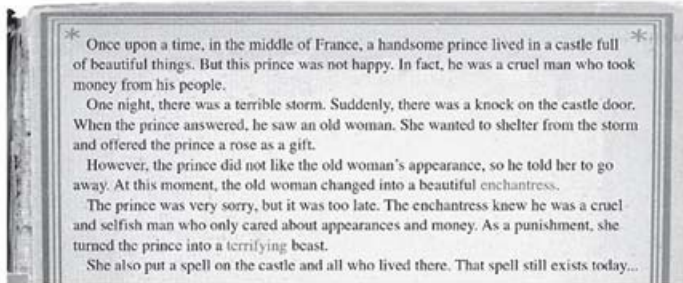 Once upon a time, in the middle of France, a handsome prince lived in a castle full
of beautiful things. But this prince was not happy. In fact, he was a cruel man who took
money from his people.
One night, there was a terrible storm. Suddenly, there was a knock on the castle door.
When the prince answered, he saw an old woman. She wanted to shelter from the storm
and offered the prince a rose as a gift.
However, the prince did not like the old woman's appearance, so he told her to go
away. At this moment, the old woman changed into a beautiful enchantress.
The prince was very sorry, but it was too late. The enchantress knew he was a cruel
and selfish man who only cared about appearances and money. As a punishment, she
turned the prince into a terrifying beast.
She also put a spell on the castle and all who lived there. That spell still exists today...